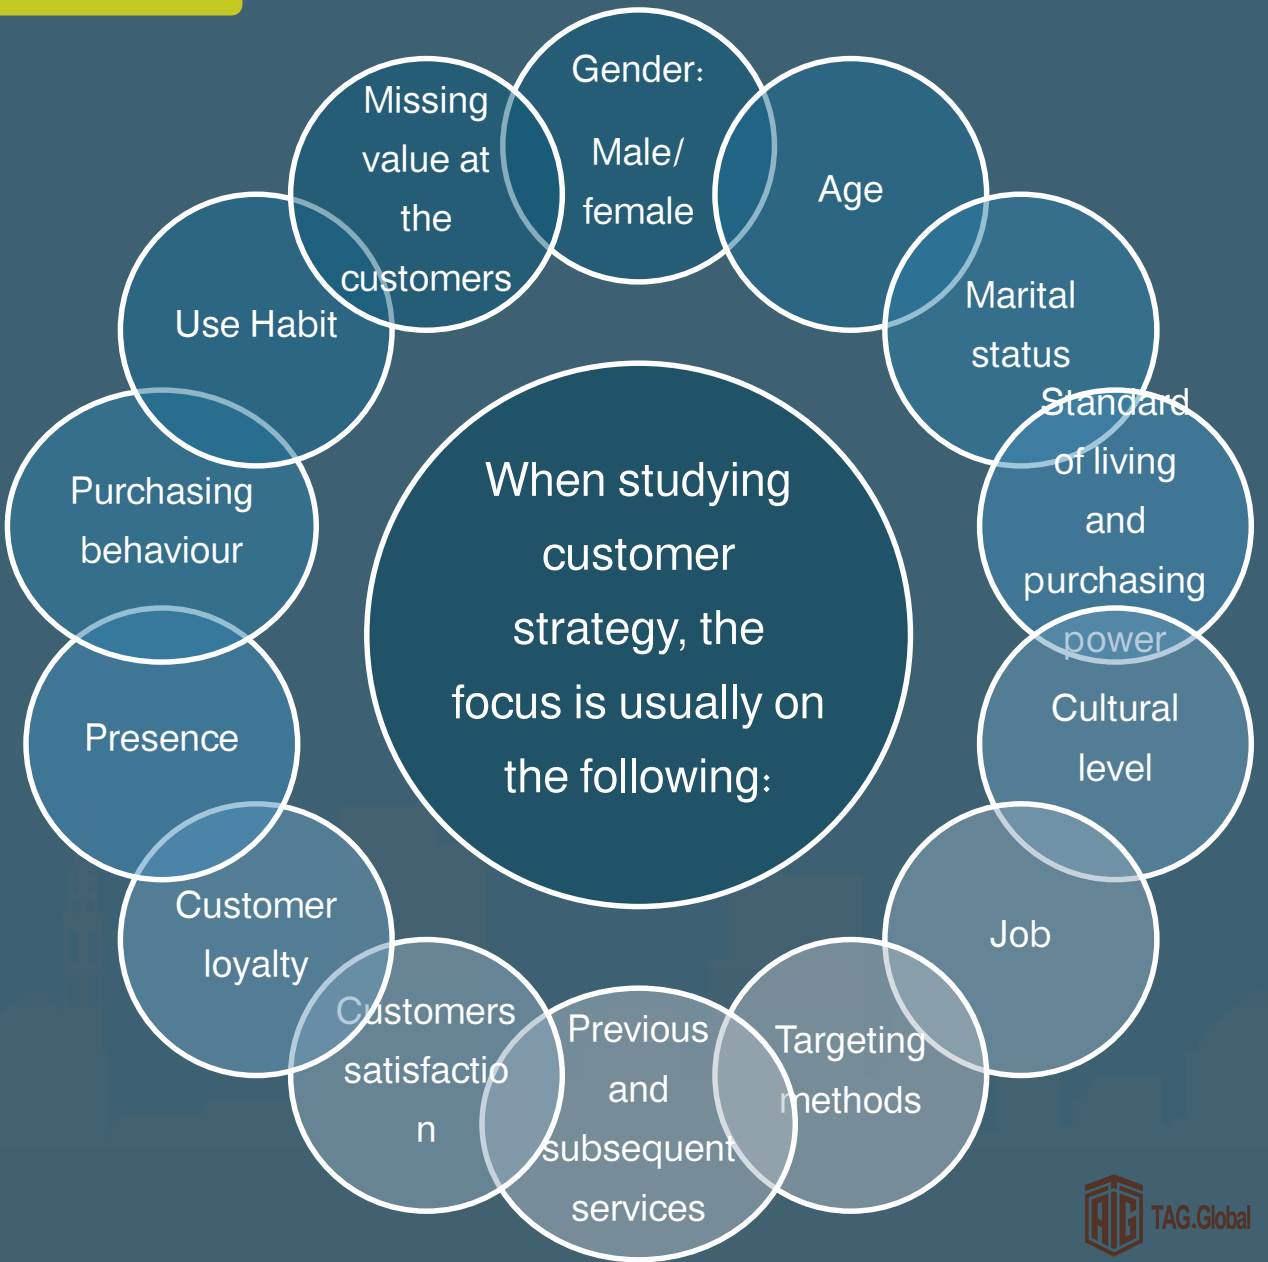 When studying
customer
strategy, the
focus is usually on
the following:
Gender:
Male/
female
Age
Marital
status
Standard
of living
and
purchasing
power
Cultural
level
Job
Targeting
methods
Previous
and
subsequent
services
Customers
satisfactio
n
Customer
loyalty
Presence
Purchasing
behaviour
Use Habit
Missing
value at
the
customers
TAG.Global